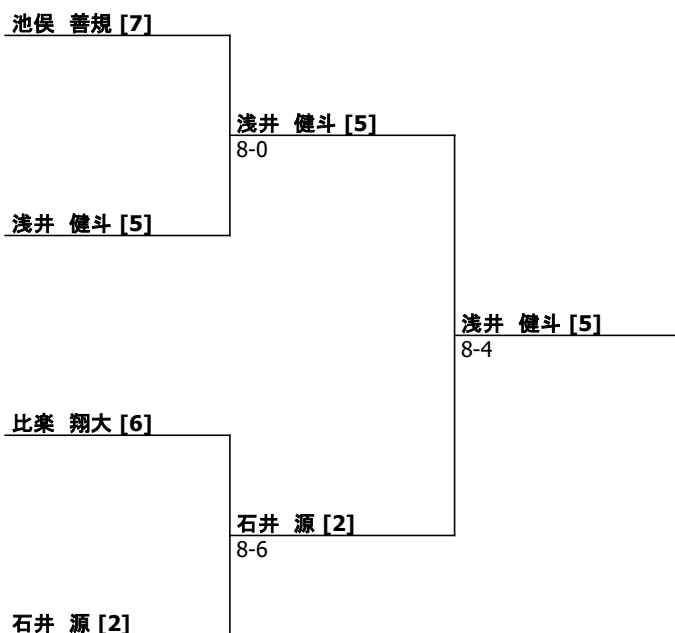 池俣 善規 [7]
浅井 健斗 [5]
8-0
浅井 健斗 [5]
浅井 健斗 [5]
8-4
比楽 翔大 [6]
石井 源 [2]
8-6
石井 源 [2]